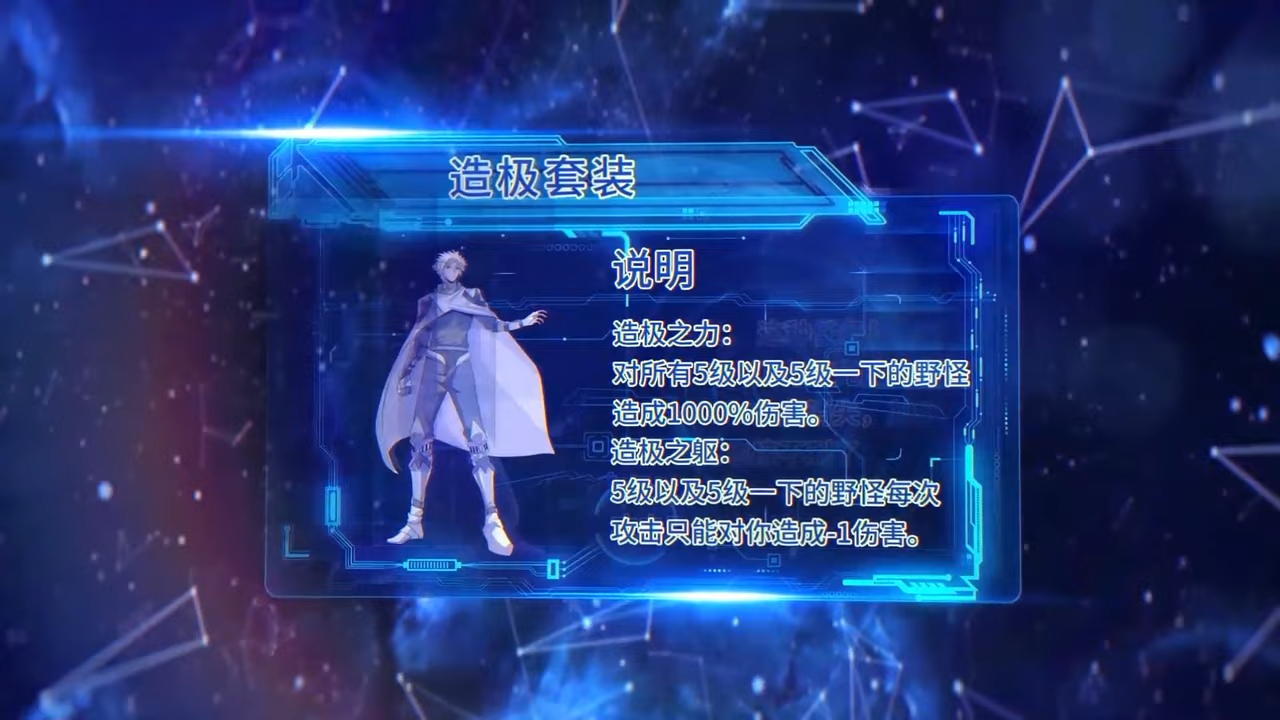 造极套装
说明
造极之力：
对所有5级以及5级一下的野怪
造成1000%伤害。
造极之躯：
5级以及5级一下的野怪每次
攻击只能对你造成-1伤害。